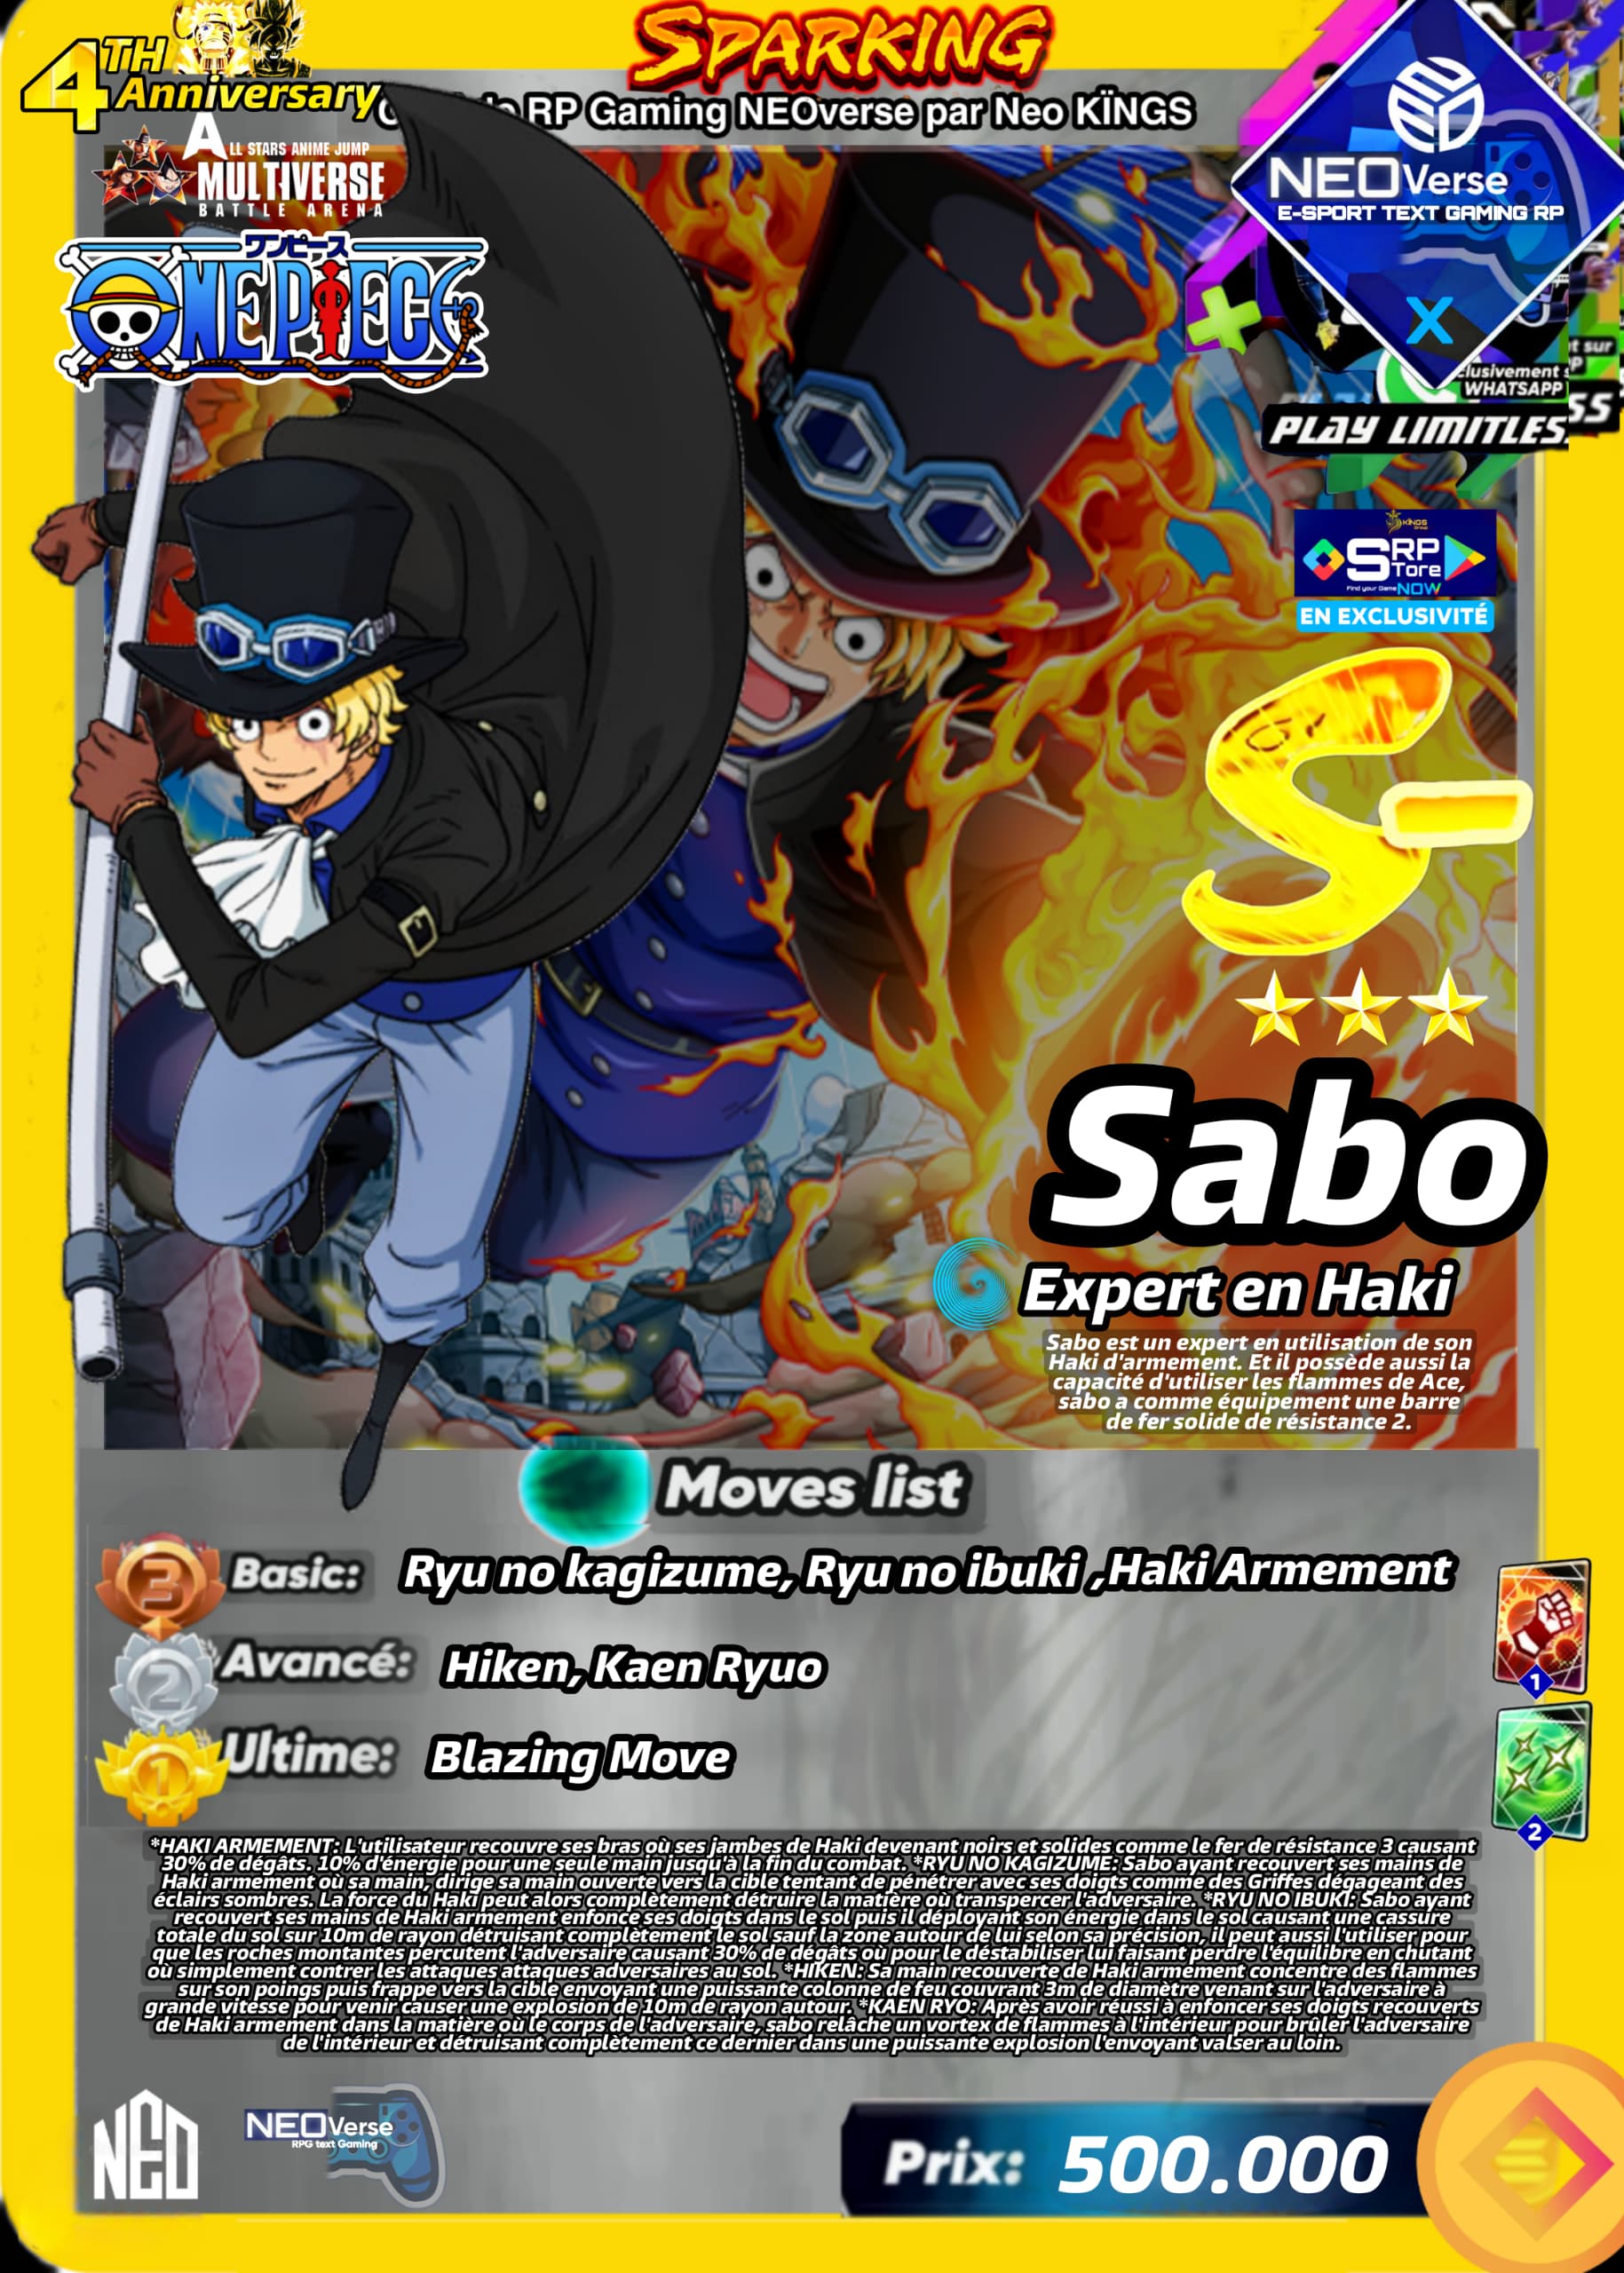 4TH
Anniversary
SPARKING
RP Gaming NEOverse par Neo KÏNGS
ALL STARS ANIME JUMP
MULTIVERSE
BATTLE ARENA
ワンピース
ONE PIECE
NEOVerse
E-SPORT TEXT GAMING RP
X
t sur
clusivement
WHATSAPP
PLAY LIMITLES
SS
KiNGS
SRP
Tore
Find your Game NOW
EN EXCLUSIVITÉ
S-
Sabo
Expert en Haki
Sabo est un expert en utilisation de son
Haki d'armement. Et il possède aussi la
capacité d'utiliser les flammes de Ace,
sabo a comme équipement une barre
de fer solide de résistance 2.
Moves list
3 Basic: Ryu no kagizume, Ryu no ibuki ,Haki Armement
1
2 Avancé: Hiken, Kaen Ryuo
1 Ultime: Blazing Move
2
*HAKI ARMEMENT: L'utilisateur recouvre ses bras où ses jambes de Haki devenant noirs et solides comme le fer de résistance 3 causant
30% de dégâts. 10% d'énergie pour une seule main jusqu'à la fin du combat. *RYU NO KAGIZUME: Sabo ayant recouvert ses mains de
Haki armement où sa main, dirige sa main ouverte vers la cible tentant de pénétrer avec ses doigts comme des Griffes dégageant des
éclairs sombres. La force du Haki peut alors complètement détruire la matière où transpercer l'adversaire. *RYU NO IBUKI: Sabo ayant
recouvert ses mains de Haki armement enfonce ses doigts dans le sol puis il déployant son énergie dans le sol causant une cassure
totale du sol sur 10m de rayon détruisant complètement le sol sauf la zone autour de lui selon sa précision, il peut aussi l'utiliser pour
que les roches montantes percutent l'adversaire causant 30% de dégâts où pour le déstabiliser lui faisant perdre l'équilibre en chutant
où simplement contrer les attaques attaques adversaires au sol. *HIKEN: Sa main recouverte de Haki armement concentre des flammes
sur son poings puis frappe vers la cible envoyant une puissante colonne de feu couvrant 3m de diamètre venant sur l'adversaire à
grande vitesse pour venir causer une explosion de 10m de rayon autour. *KAEN RYO: Après avoir réussi à enfoncer ses doigts recouverts
de Haki armement dans la matière où le corps de l'adversaire, sabo relâche un vortex de flammes à l'intérieur pour brûler l'adversaire
de l'intérieur et détruisant complètement ce dernier dans une puissante explosion l'envoyant valser au loin.
NEO
NEOVerse
RPG text Gaming
Prix: 500.000